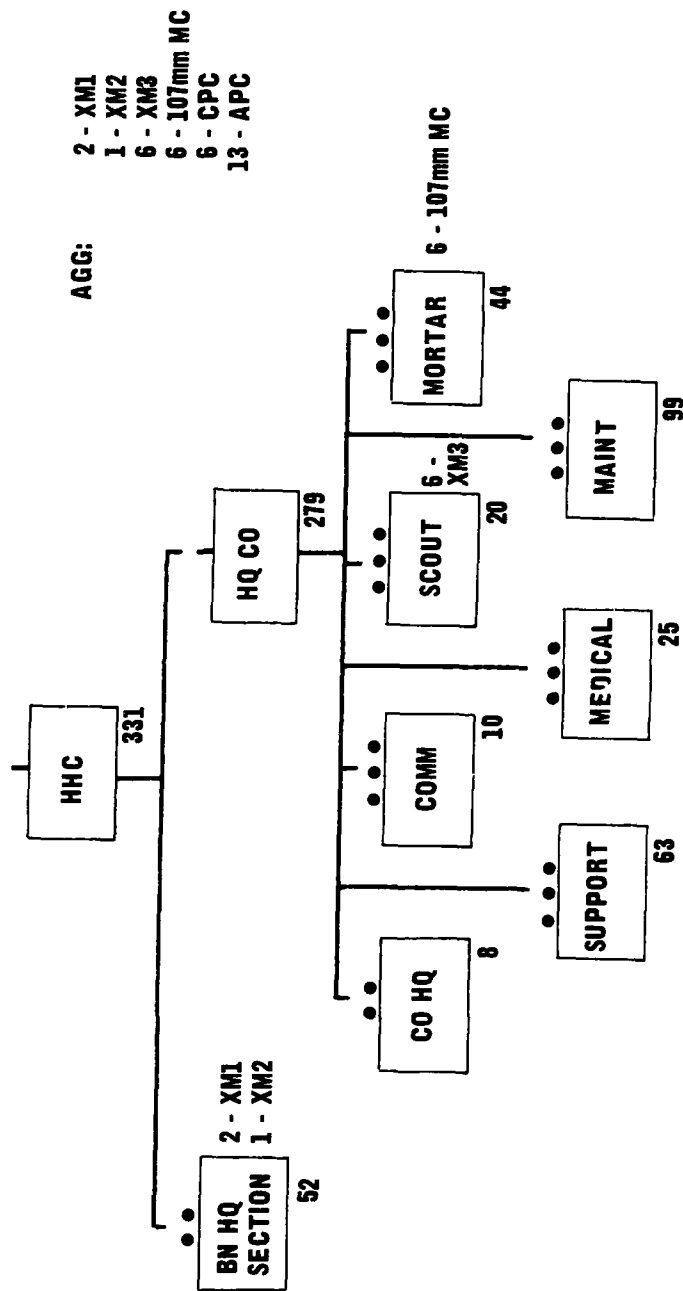 AGG:
2 - XM1
1 - XM2
6 - XM3
6 - 107mm MC
6 - CPC
13 - APC
HHC
331
BN HQ
SECTION
52
2 - XM1
1 - XM2
HQ CO
279
CO HQ
8
COMM
10
SCOUT
20
6 -
XM3
MORTAR
44
6 - 107mm MC
SUPPORT
63
MEDICAL
25
MAINT
99